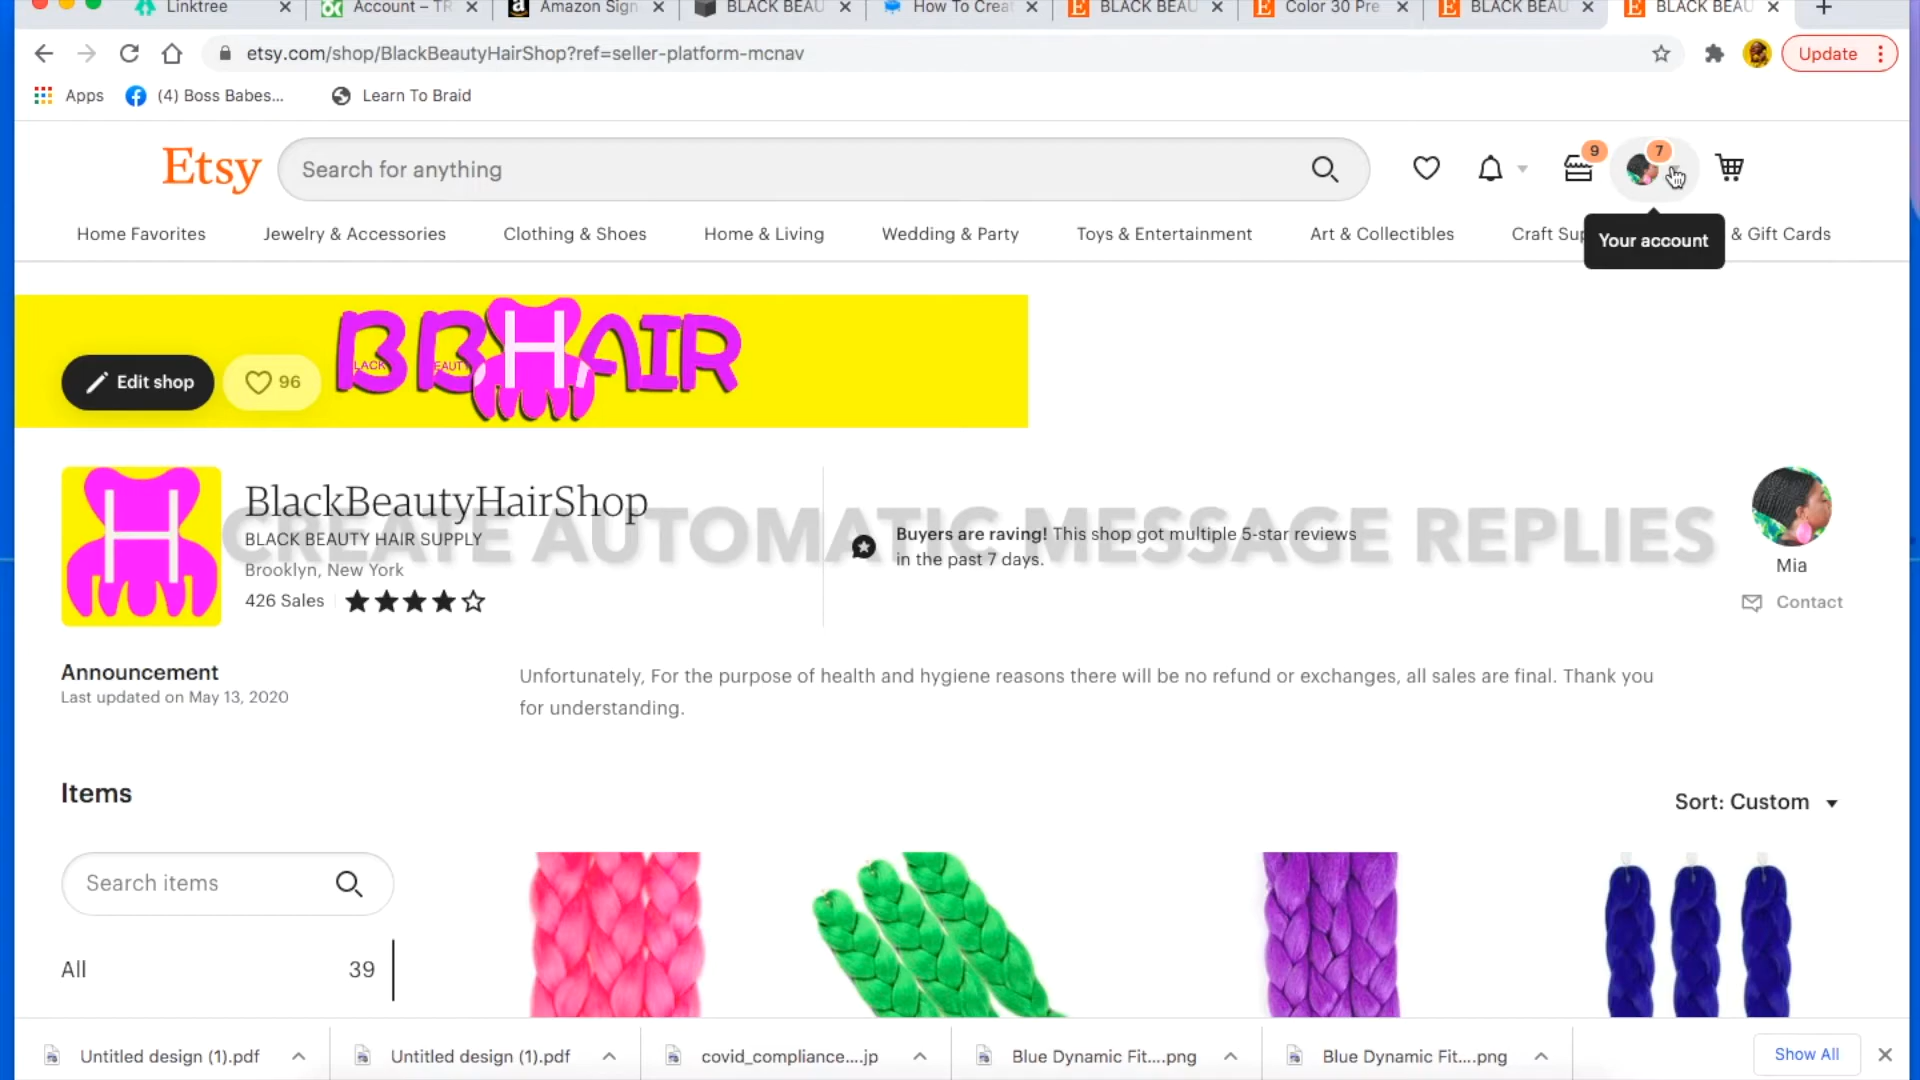 Linktree
Account – TR
Amazon Sign
BLACK BEAU
How To Creat
BLACK BEAU
Color 30 Pre
BLACK BEAU
BLACK BEAU
etsy.com/shop/BlackBeautyHairShop?ref=seller-platform-mcnav
Update
Apps
(4) Boss Babes...
Learn To Braid
Etsy
Search for anything
9
7
Home Favorites
Jewelry & Accessories
Clothing & Shoes
Home & Living
Wedding & Party
Toys & Entertainment
Art & Collectibles
Craft Sup
& Gift Cards
Your account
BBHAIR
LACK
EAUTY
Edit shop
96
H
BlackBeautyHairShop
CREATE AUTOMATIC MESSAGE REPLIES
BLACK BEAUTY HAIR SUPPLY
Brooklyn, New York
426 Sales
Buyers are raving! This shop got multiple 5-star reviews
in the past 7 days.
Mia
Contact
Announcement
Last updated on May 13, 2020
Unfortunately, For the purpose of health and hygiene reasons there will be no refund or exchanges, all sales are final. Thank you
for understanding.
Items
Sort: Custom
Search items
All
39
Untitled design (1).pdf
Untitled design (1).pdf
covid_compliance....jp
Blue Dynamic Fit....png
Blue Dynamic Fit....png
Show All